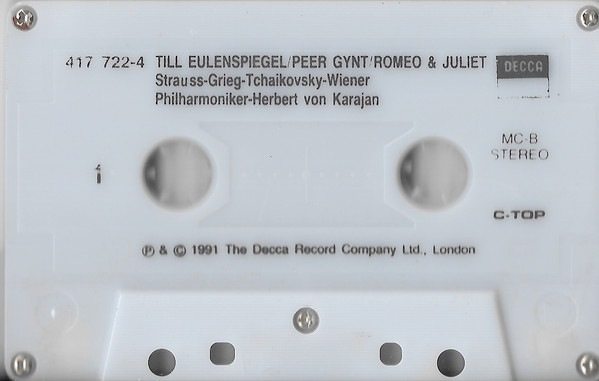 417 722-4 TILL EULENSPIEGEL/PEER GYNT/ROMEO & JULIET
DECCA
Strauss-Grieg-Tchaikovsky-Wiener
Philharmoniker-Herbert von Karajan
MC-B
STEREO
1
C-TOP
℗ & © 1991 The Decca Record Company Ltd., London